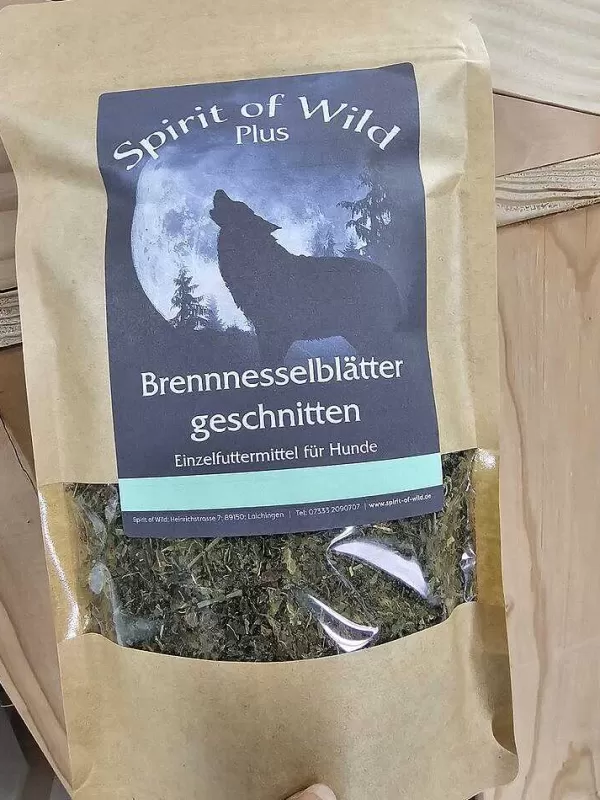 Spirit of Wild
Plus
Brennnesselblätter
geschnitten
Einzelfuttermittel für Hunde
Spirit of Wild; Heinrichstrasse 7; 89150; Laichingen | Tel: 07333 2090707 | www.spirit-of-wild.de